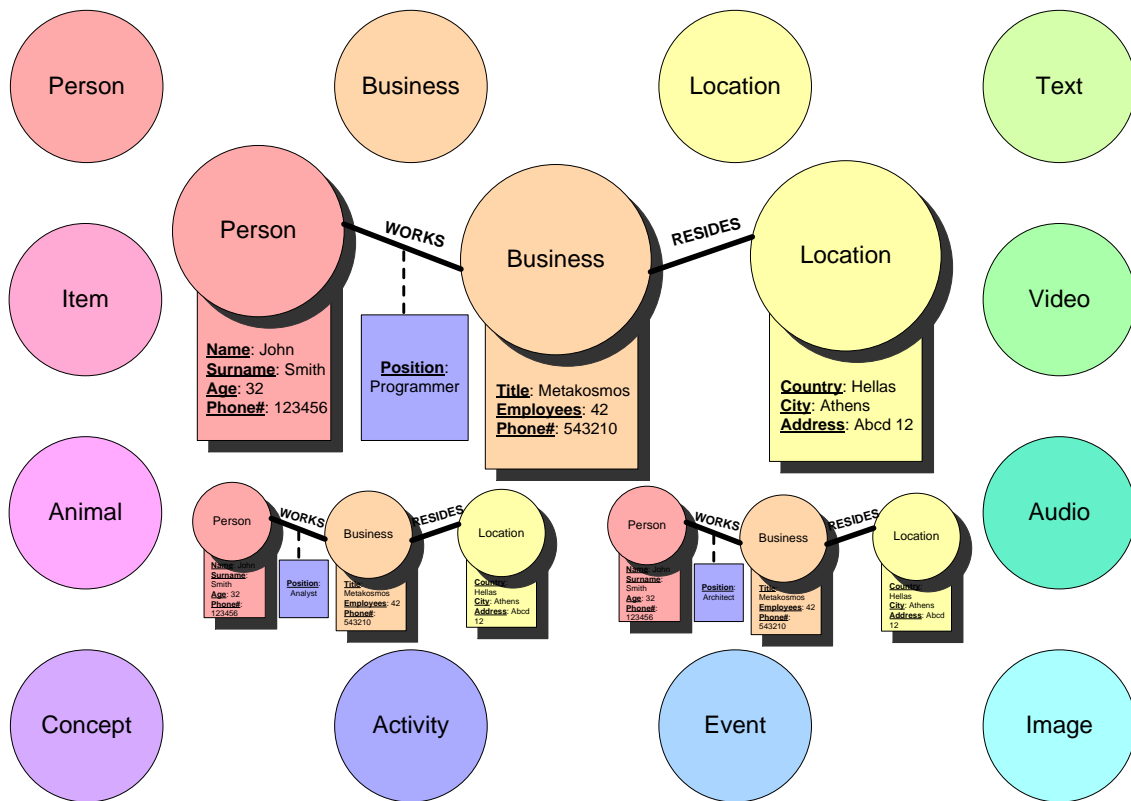 Person
Business
Location
Text
Item
Video
Animal
Audio
Concept
Activity
Event
Image
Person
WORKS
Business
RESIDES
Location
Name: John
Surname: Smith
Age: 32
Phone#: 123456
Position:
Programmer
Title: Metakosmos
Employees: 42
Phone#: 543210
Country: Hellas
City: Athens
Address: Abcd 12
Person
WORKS
Business
RESIDES
Location
Name: John
Surname:
Smith
Age: 32
Phone#:
123456
Position:
Analyst
Title:
Metakosmos
Employees: 42
Phone#:
543210
Country:
Hellas
City: Athens
Address: Abcd
12
Person
WORKS
Business
RESIDES
Location
Name: John
Surname:
Smith
Age: 32
Phone#:
123456
Position:
Architect
Title:
Metakosmos
Employees: 42
Phone#:
543210
Country:
Hellas
City: Athens
Address: Abcd
12